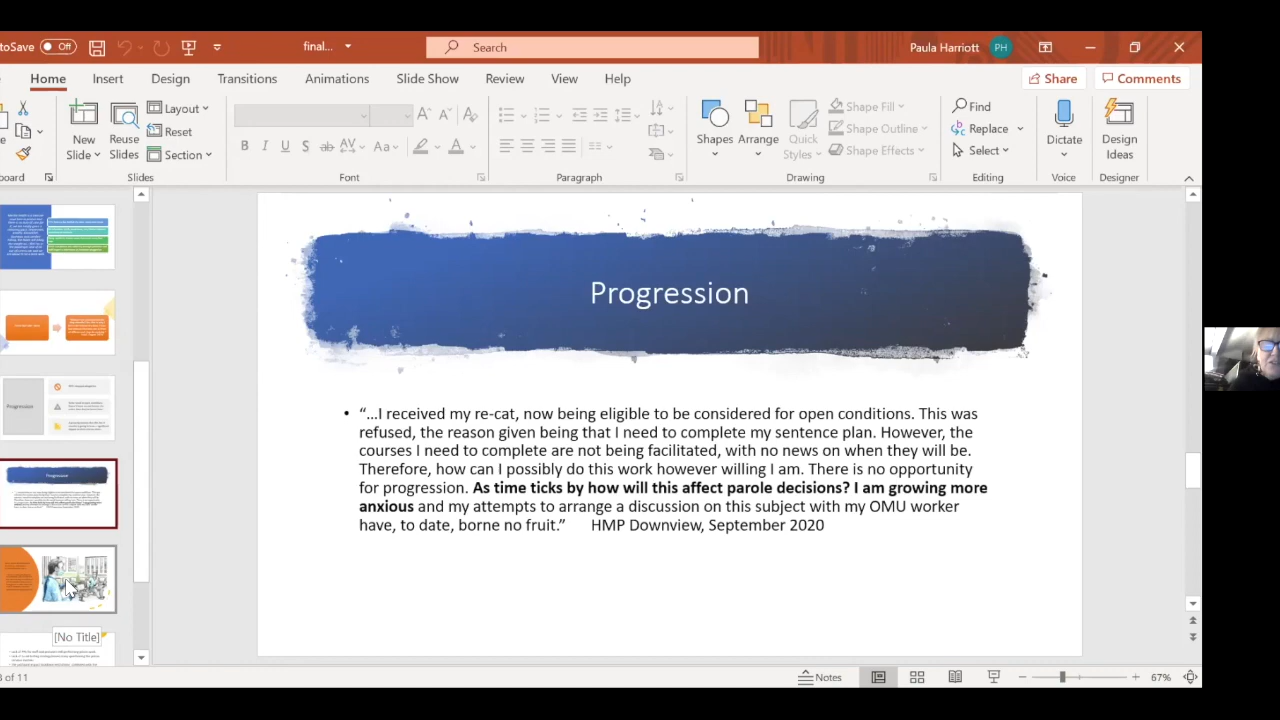 toSave Off final... Search Paula Harriott PH
Home Insert Design Transitions Animations Slide Show Review View Help Share Comments
New Slide Reuse Slides Layout Reset Section Shapes Arrange Quick Styles Shape Fill Shape Outline Shape Effects Find Replace Select Dictate Design Ideas
oard Slides Font Paragraph Drawing Editing Voice Designer
Progression
• “...I received my re-cat, now being eligible to be considered for open conditions. This was
refused, the reason given being that I need to complete my sentence plan. However, the
courses I need to complete are not being facilitated, with no news on when they will be.
Therefore, how can I possibly do this work however willing I am. There is no opportunity
for progression. As time ticks by how will this affect parole decisions? I am growing more
anxious and my attempts to arrange a discussion on this subject with my OMU worker
have, to date, borne no fruit.” HMP Downview, September 2020
Progression
Progression
[No Title]
of 11 Notes 67%